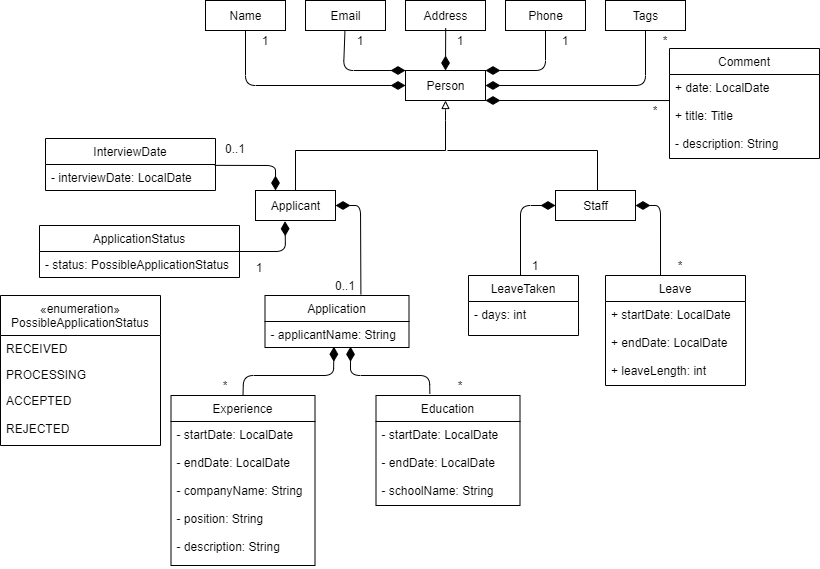 Name
Email
Address
Phone
Tags
1
1
1
1
*
Person
*
Comment
+ date: LocalDate
+ title: Title
- description: String
InterviewDate
- interviewDate: LocalDate
0..1
Applicant
Staff
ApplicationStatus
- status: PossibleApplicationStatus
1
0..1
1
*
«enumeration»
PossibleApplicationStatus
RECEIVED
PROCESSING
ACCEPTED
REJECTED
Application
- applicantName: String
LeaveTaken
- days: int
Leave
+ startDate: LocalDate
+ endDate: LocalDate
+ leaveLength: int
*
*
Experience
- startDate: LocalDate
- endDate: LocalDate
- companyName: String
- position: String
- description: String
Education
- startDate: LocalDate
- endDate: LocalDate
- schoolName: String